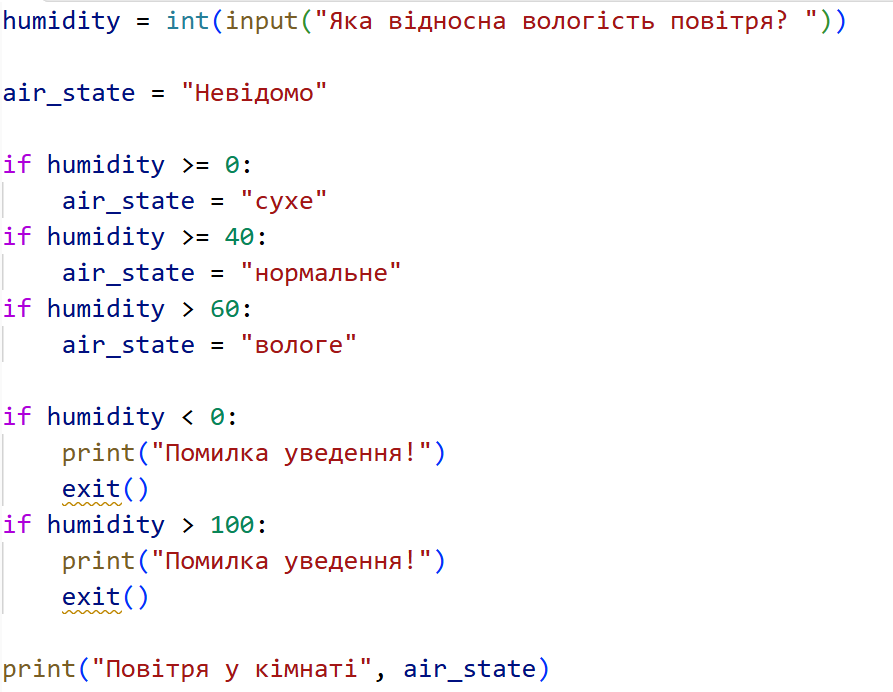 humidity = int(input("Яка відносна вологість повітря? "))
air_state = "Невідомо"
if humidity >= 0:
    air_state = "сухе"
if humidity >= 40:
    air_state = "нормальне"
if humidity > 60:
    air_state = "вологе"
if humidity < 0:
    print("Помилка уведення!")
    exit()
if humidity > 100:
    print("Помилка уведення!")
    exit()
print("Повітря у кімнаті", air_state)